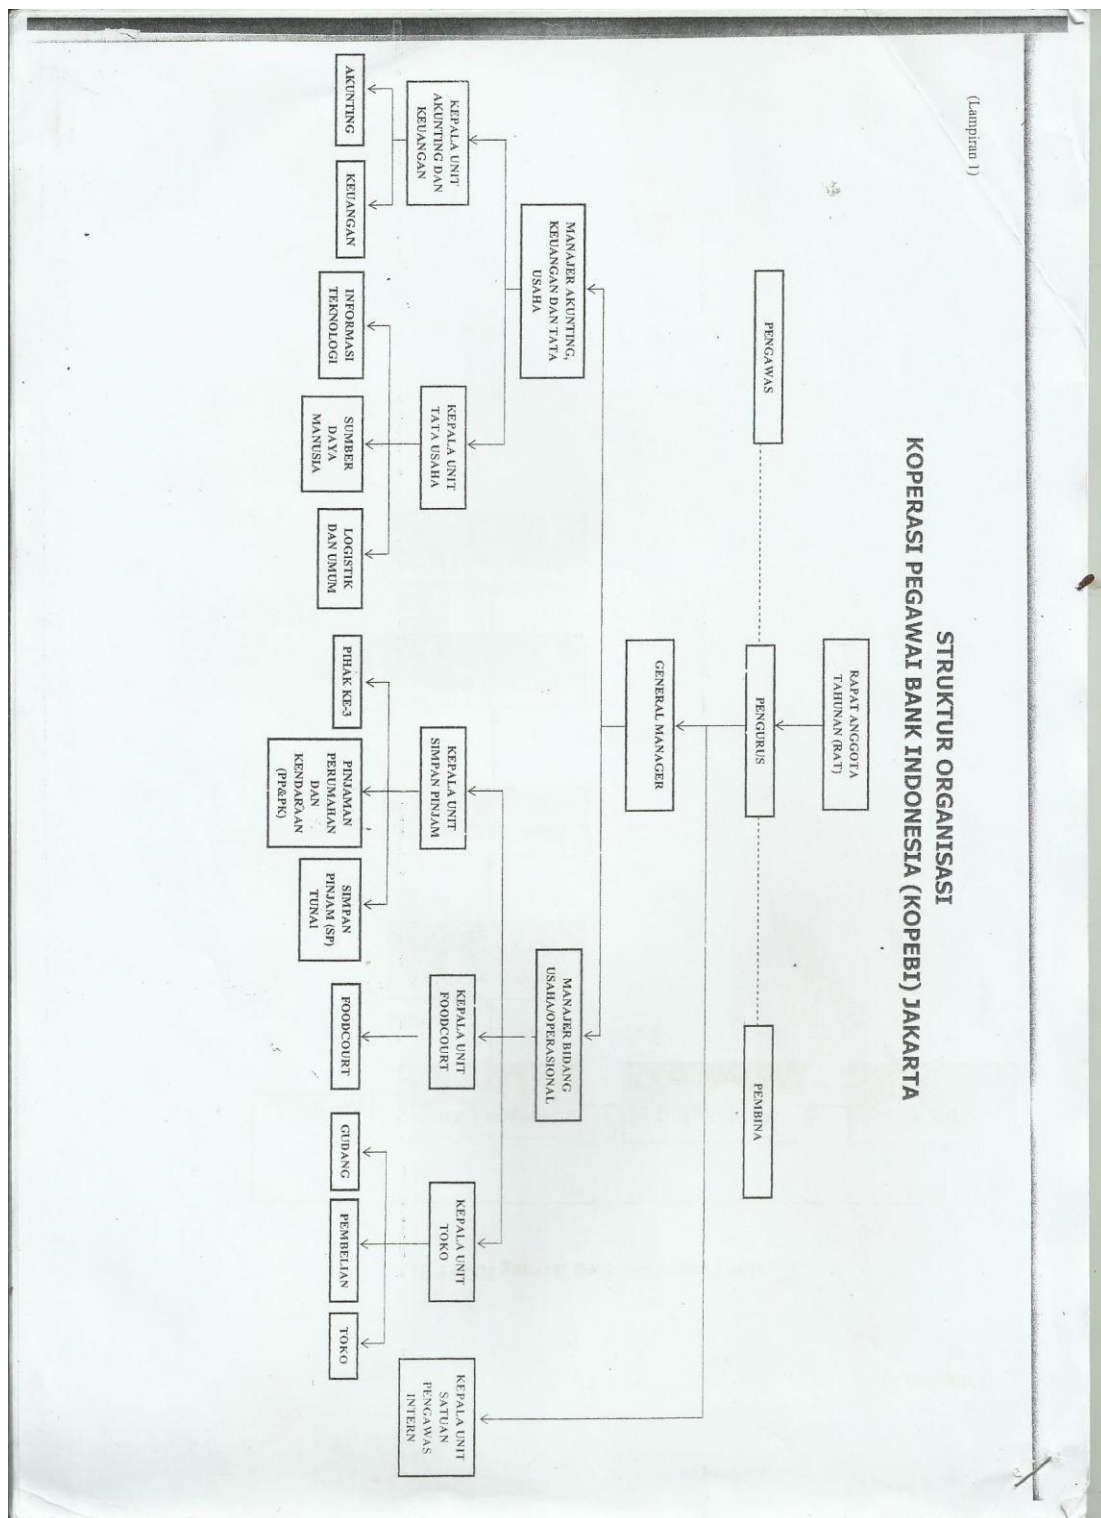 (Lampiran 1)
STRUKTUR ORGANISASI
KOPERASI PEGAWAI BANK INDONESIA (KOPEBI) JAKARTA
RAPAT ANGGOTA
TAHUNAN (RAT)
PENGAWAS
PENGURUS
PEMBINA
GENERAL MANAGER
MANAJER AKUNTING,
KEUANGAN DAN TATA
USAHA
MANAJER BIDANG
USAHA/OPERASIONAL
KEPALA UNIT
AKUNTING DAN
KEUANGAN
KEPALA UNIT
TATA USAHA
KEPALA UNIT
SIMPAN PINJAM
KEPALA UNIT
FOODCOURT
KEPALA UNIT
TOKO
KEPALA UNIT
SATUAN
PENGAWAS
INTERN
AKUNTING
KEUANGAN
INFORMASI
TEKNOLOGI
SUMBER
DAYA
MANUSIA
LOGISTIK
DAN UMUM
PIHAK KE-3
PINJAMAN
PERUMAHAN
DAN
KENDARAAN
(PP&PK)
SIMPAN
PINJAM (SP)
TUNAI
FOODCOURT
GUDANG
PEMBELIAN
TOKO